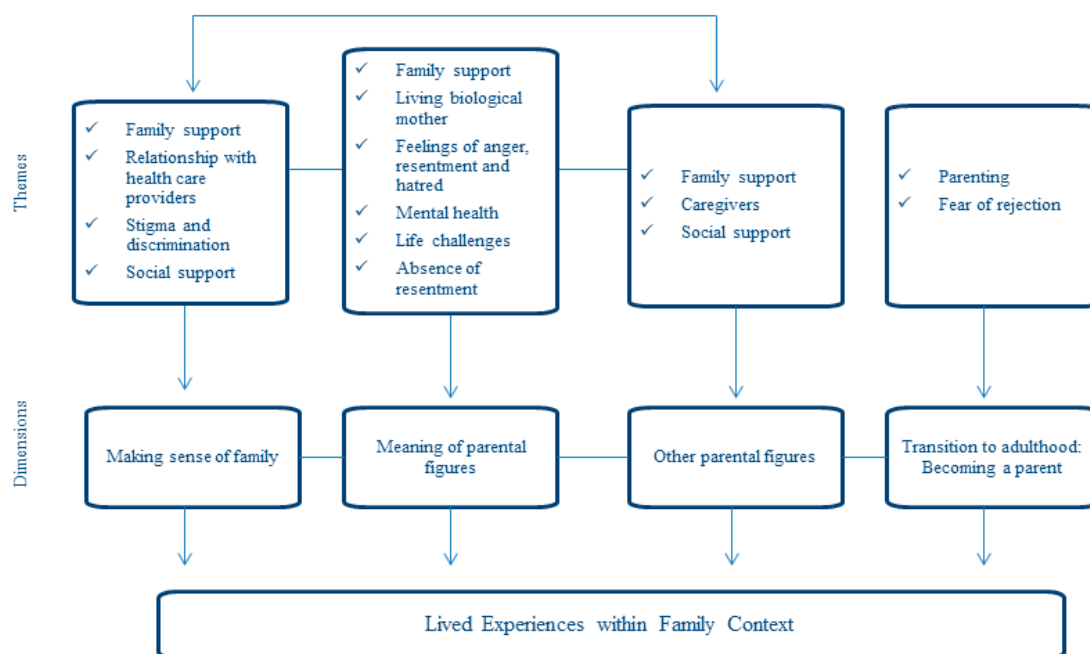 Themes
✓ Family support
✓ Relationship with
health care
providers
✓ Stigma and
discrimination
✓ Social support
✓ Family support
✓ Living biological
mother
✓ Feelings of anger,
resentment and
hatred
✓ Mental health
✓ Life challenges
✓ Absence of
resentment
✓ Family support
✓ Caregivers
✓ Social support
✓ Parenting
✓ Fear of rejection
Dimensions
Making sense of family
Meaning of parental
figures
Other parental figures
Transition to adulthood:
Becoming a parent
Lived Experiences within Family Context